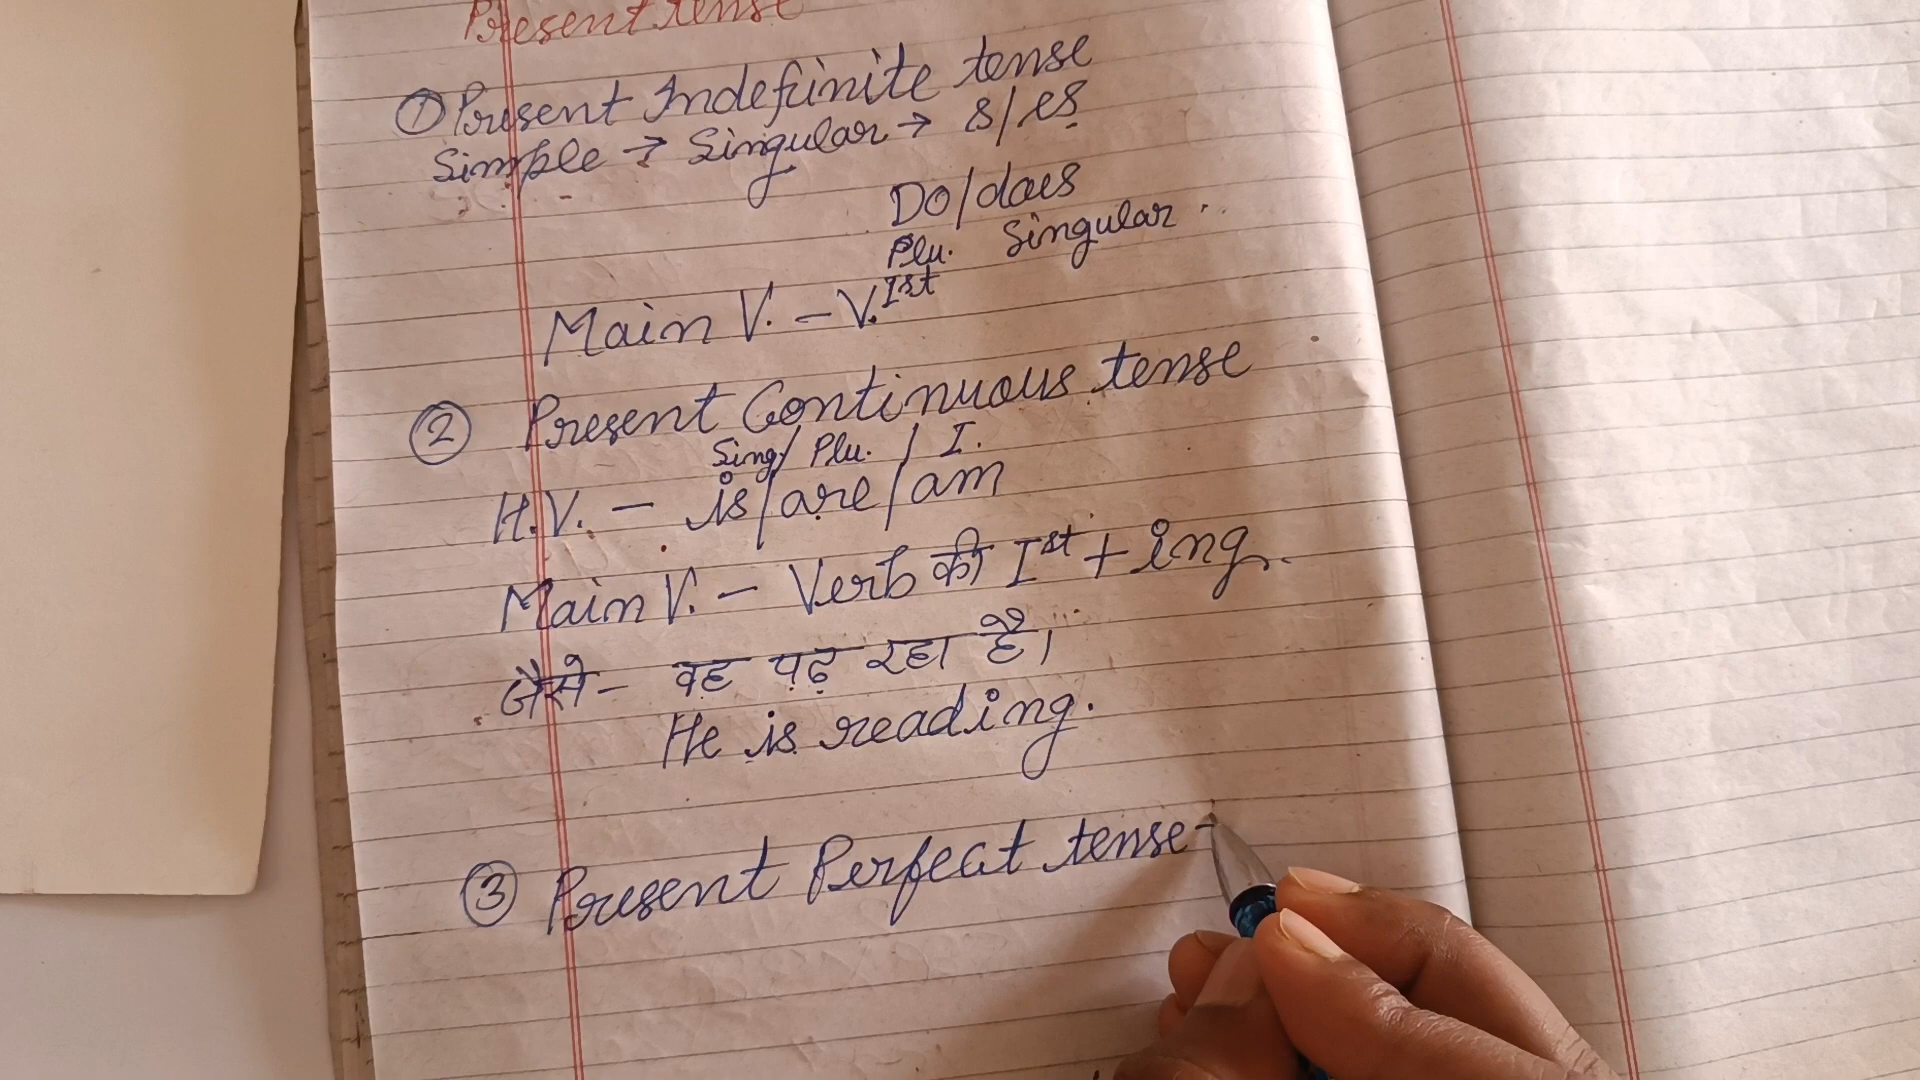 Present tense
① Present Indefinite tense
Simple → Singular → s/es
Do/does
Plu. Singular.
Main V. - V. Ist
② Present Continuous tense
Sing/ Plu. / I.
H.V. - is/are/am
Main V. - Verb की Ist + ing.
जैसे - वह पढ़ रहा है।
He is reading.
③ Present Perfect tense-